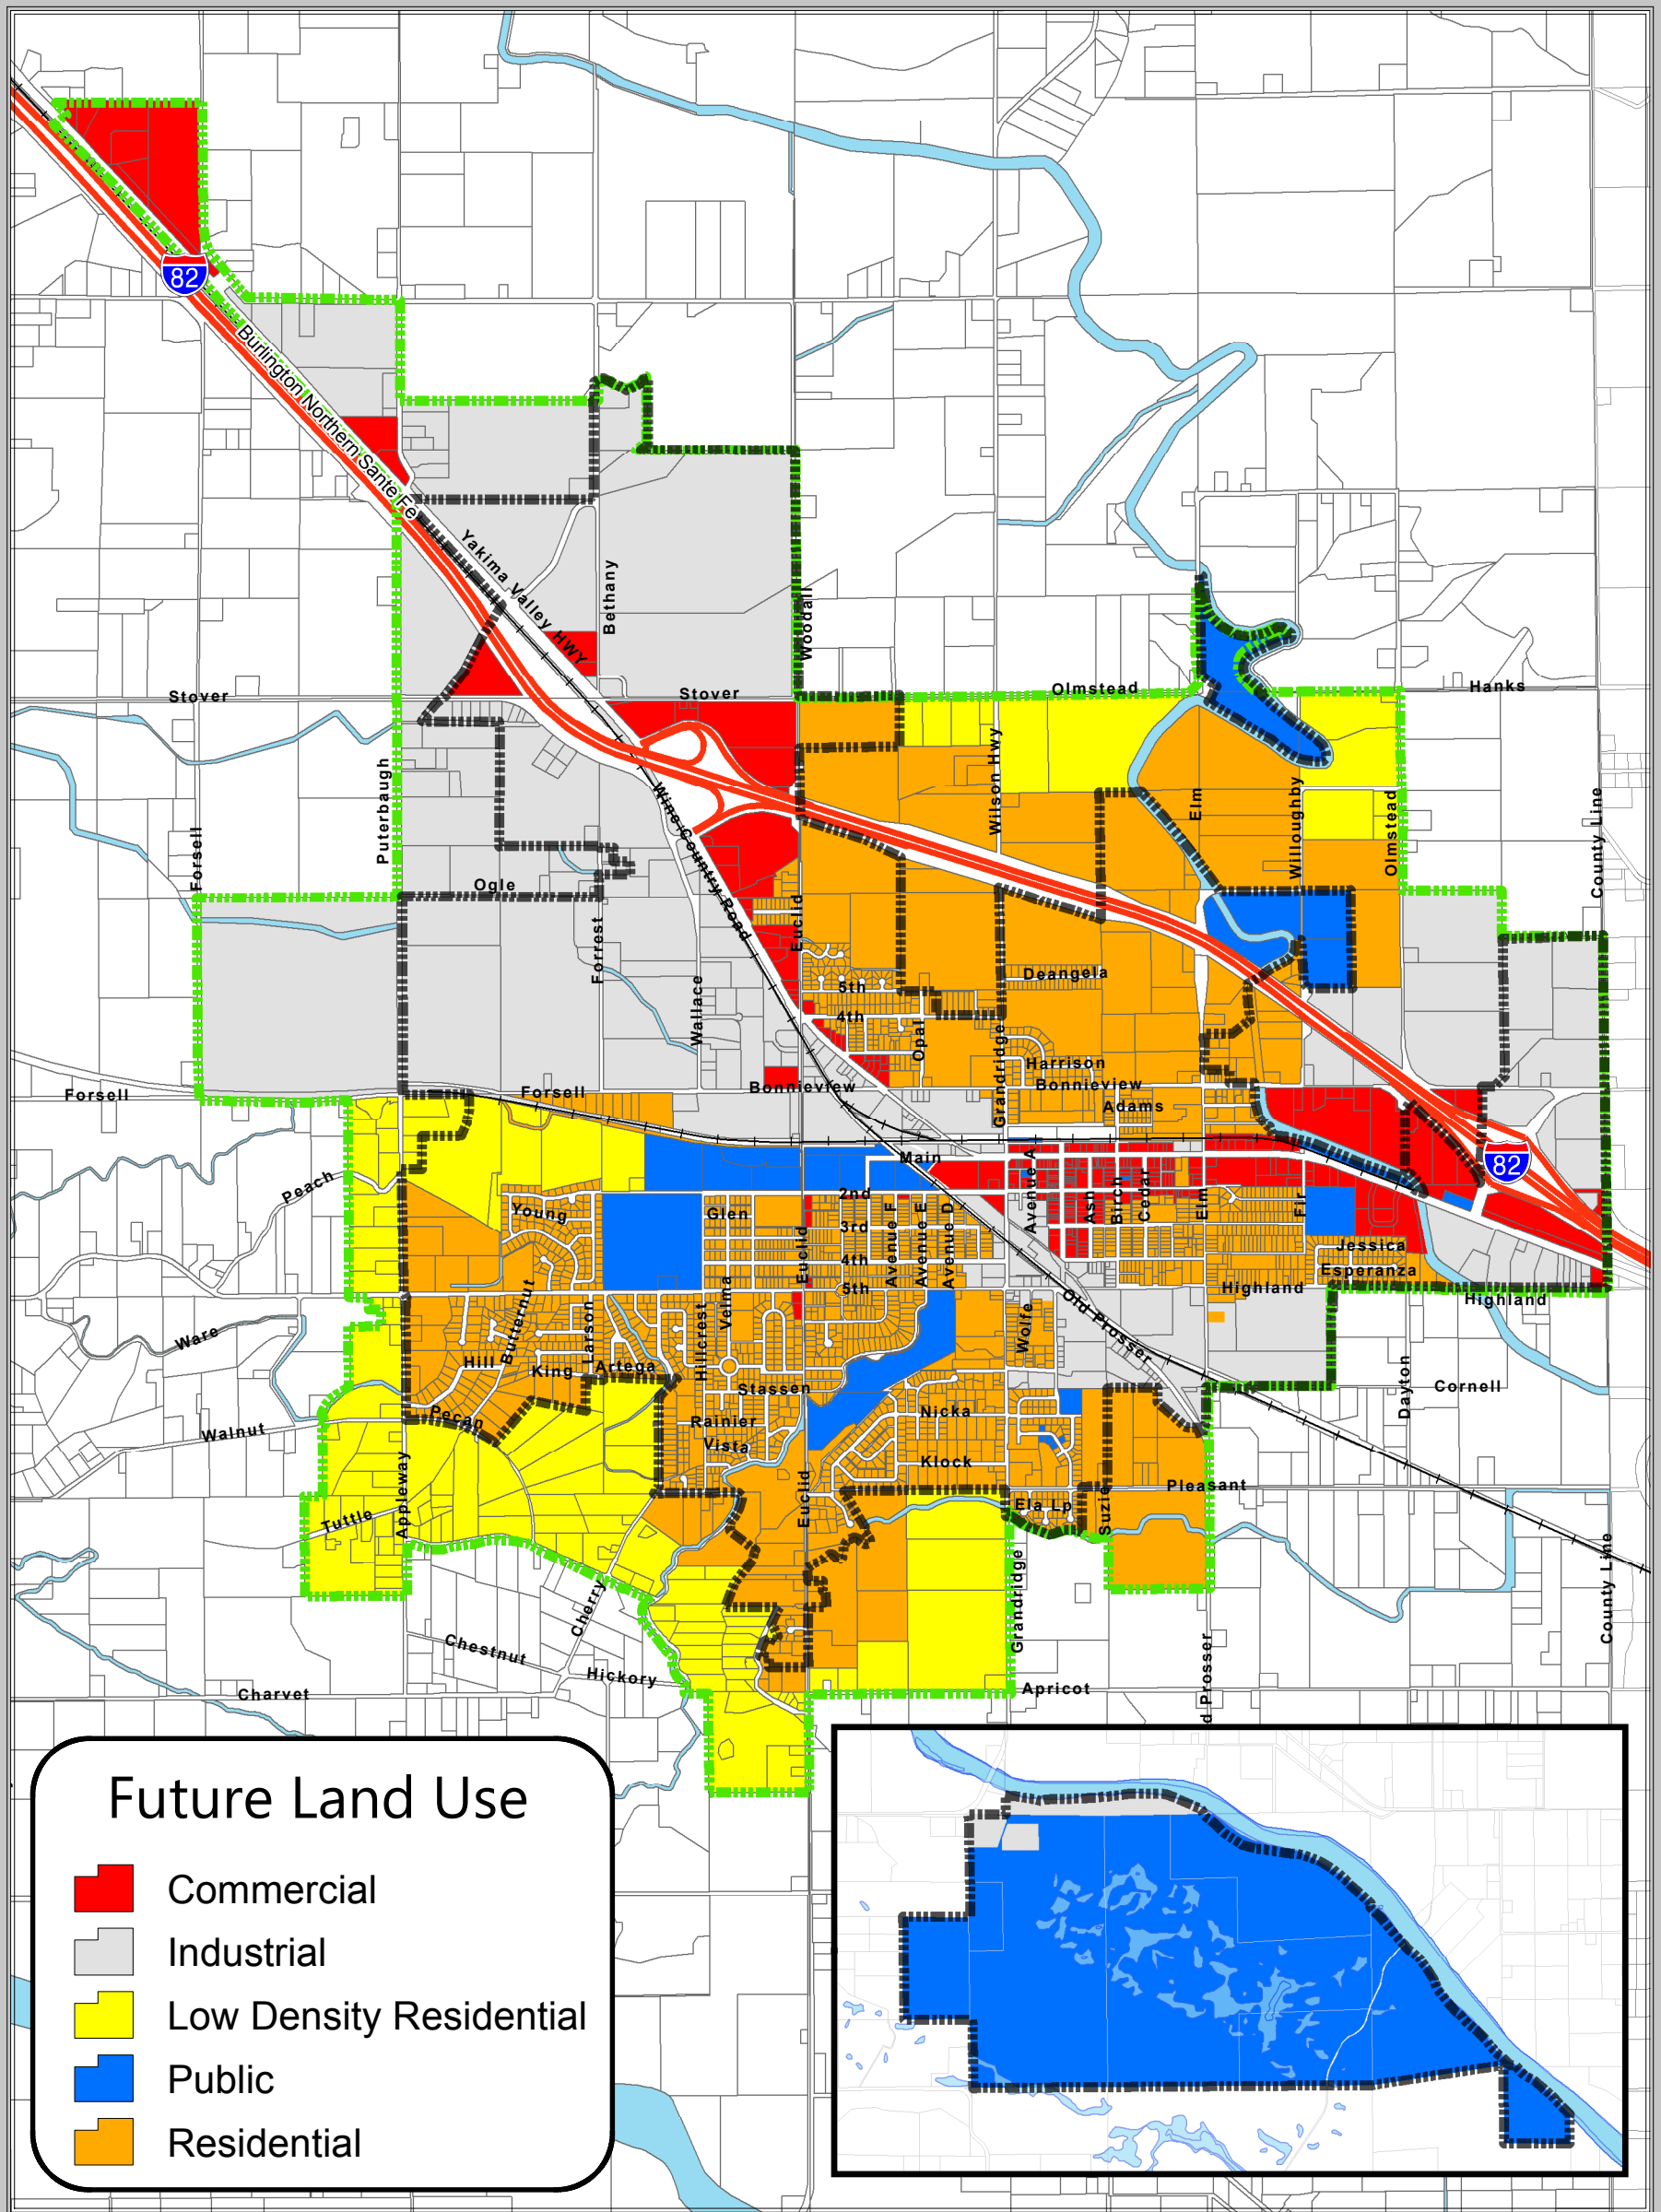 82
Burlington Northern Sante Fe
Yakima Valley HWY
Bethany
Woodall
Stover
Stover
Olmstead
Hanks
Puterbaugh
Wilson Hwy
Elm
Willoughby
Olmstead
County Line
Forsell
Wine Country Road
Ogle
Euclid
Forrest
Wallace
Deangela
5th
4th
Opal
Grandridge
Harrison
Forsell
Forsell
Bonnieview
Bonnieview
Adams
82
Main
Peach
Avenue A
Ash
Birch
Cedar
Elm
Fir
2nd
Young
Glen
3rd
Avenue F
Avenue E
Avenue D
Euclid
4th
Jessica
Esperanza
5th
Highland
Highland
Butternut
Larson
Hillcrest
Velma
Wolfe
Old Prosser
Ware
Hill
King
Artega
Stassen
Dayton
Cornell
Pecan
Rainier
Nicka
Walnut
Vista
Klock
Appleway
Euclid
Pleasant
Suzie
Ela Lp
Tuttle
Grandridge
County Line
Cherry
Chestnut
Hickory
Charvet
Apricot
d Prosser
Future Land Use
Commercial
Industrial
Low Density Residential
Public
Residential